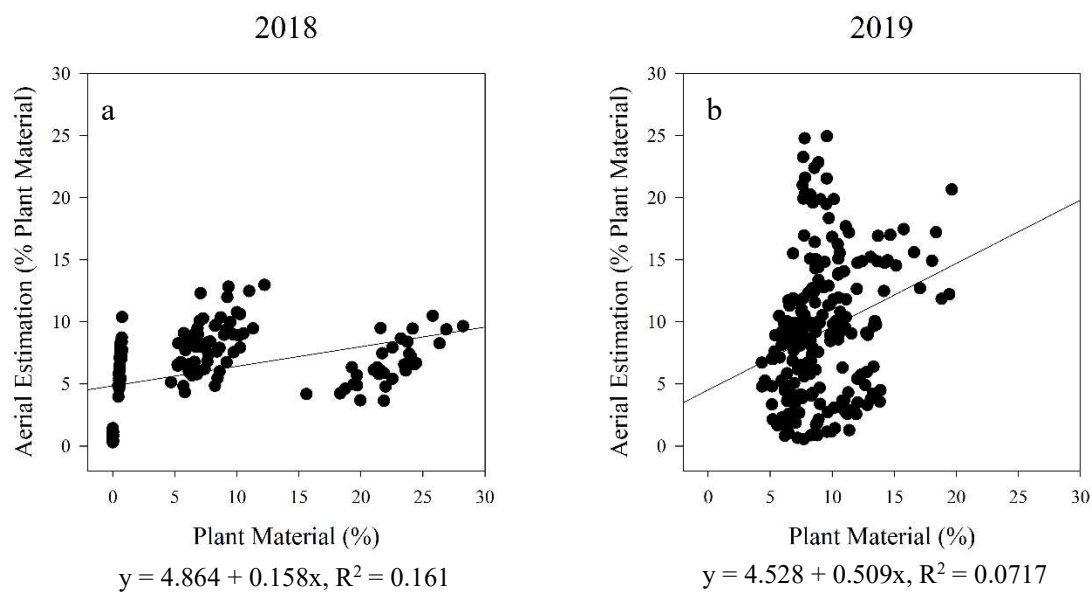 2018
2019
a
b
30
25
20
15
10
5
0
Aerial Estimation (% Plant Material)
0 5 10 15 20 25 30
Plant Material (%)
y = 4.864 + 0.158x, R² = 0.161
30
25
20
15
10
5
0
Aerial Estimation (% Plant Material)
0 5 10 15 20 25 30
Plant Material (%)
y = 4.528 + 0.509x, R² = 0.0717